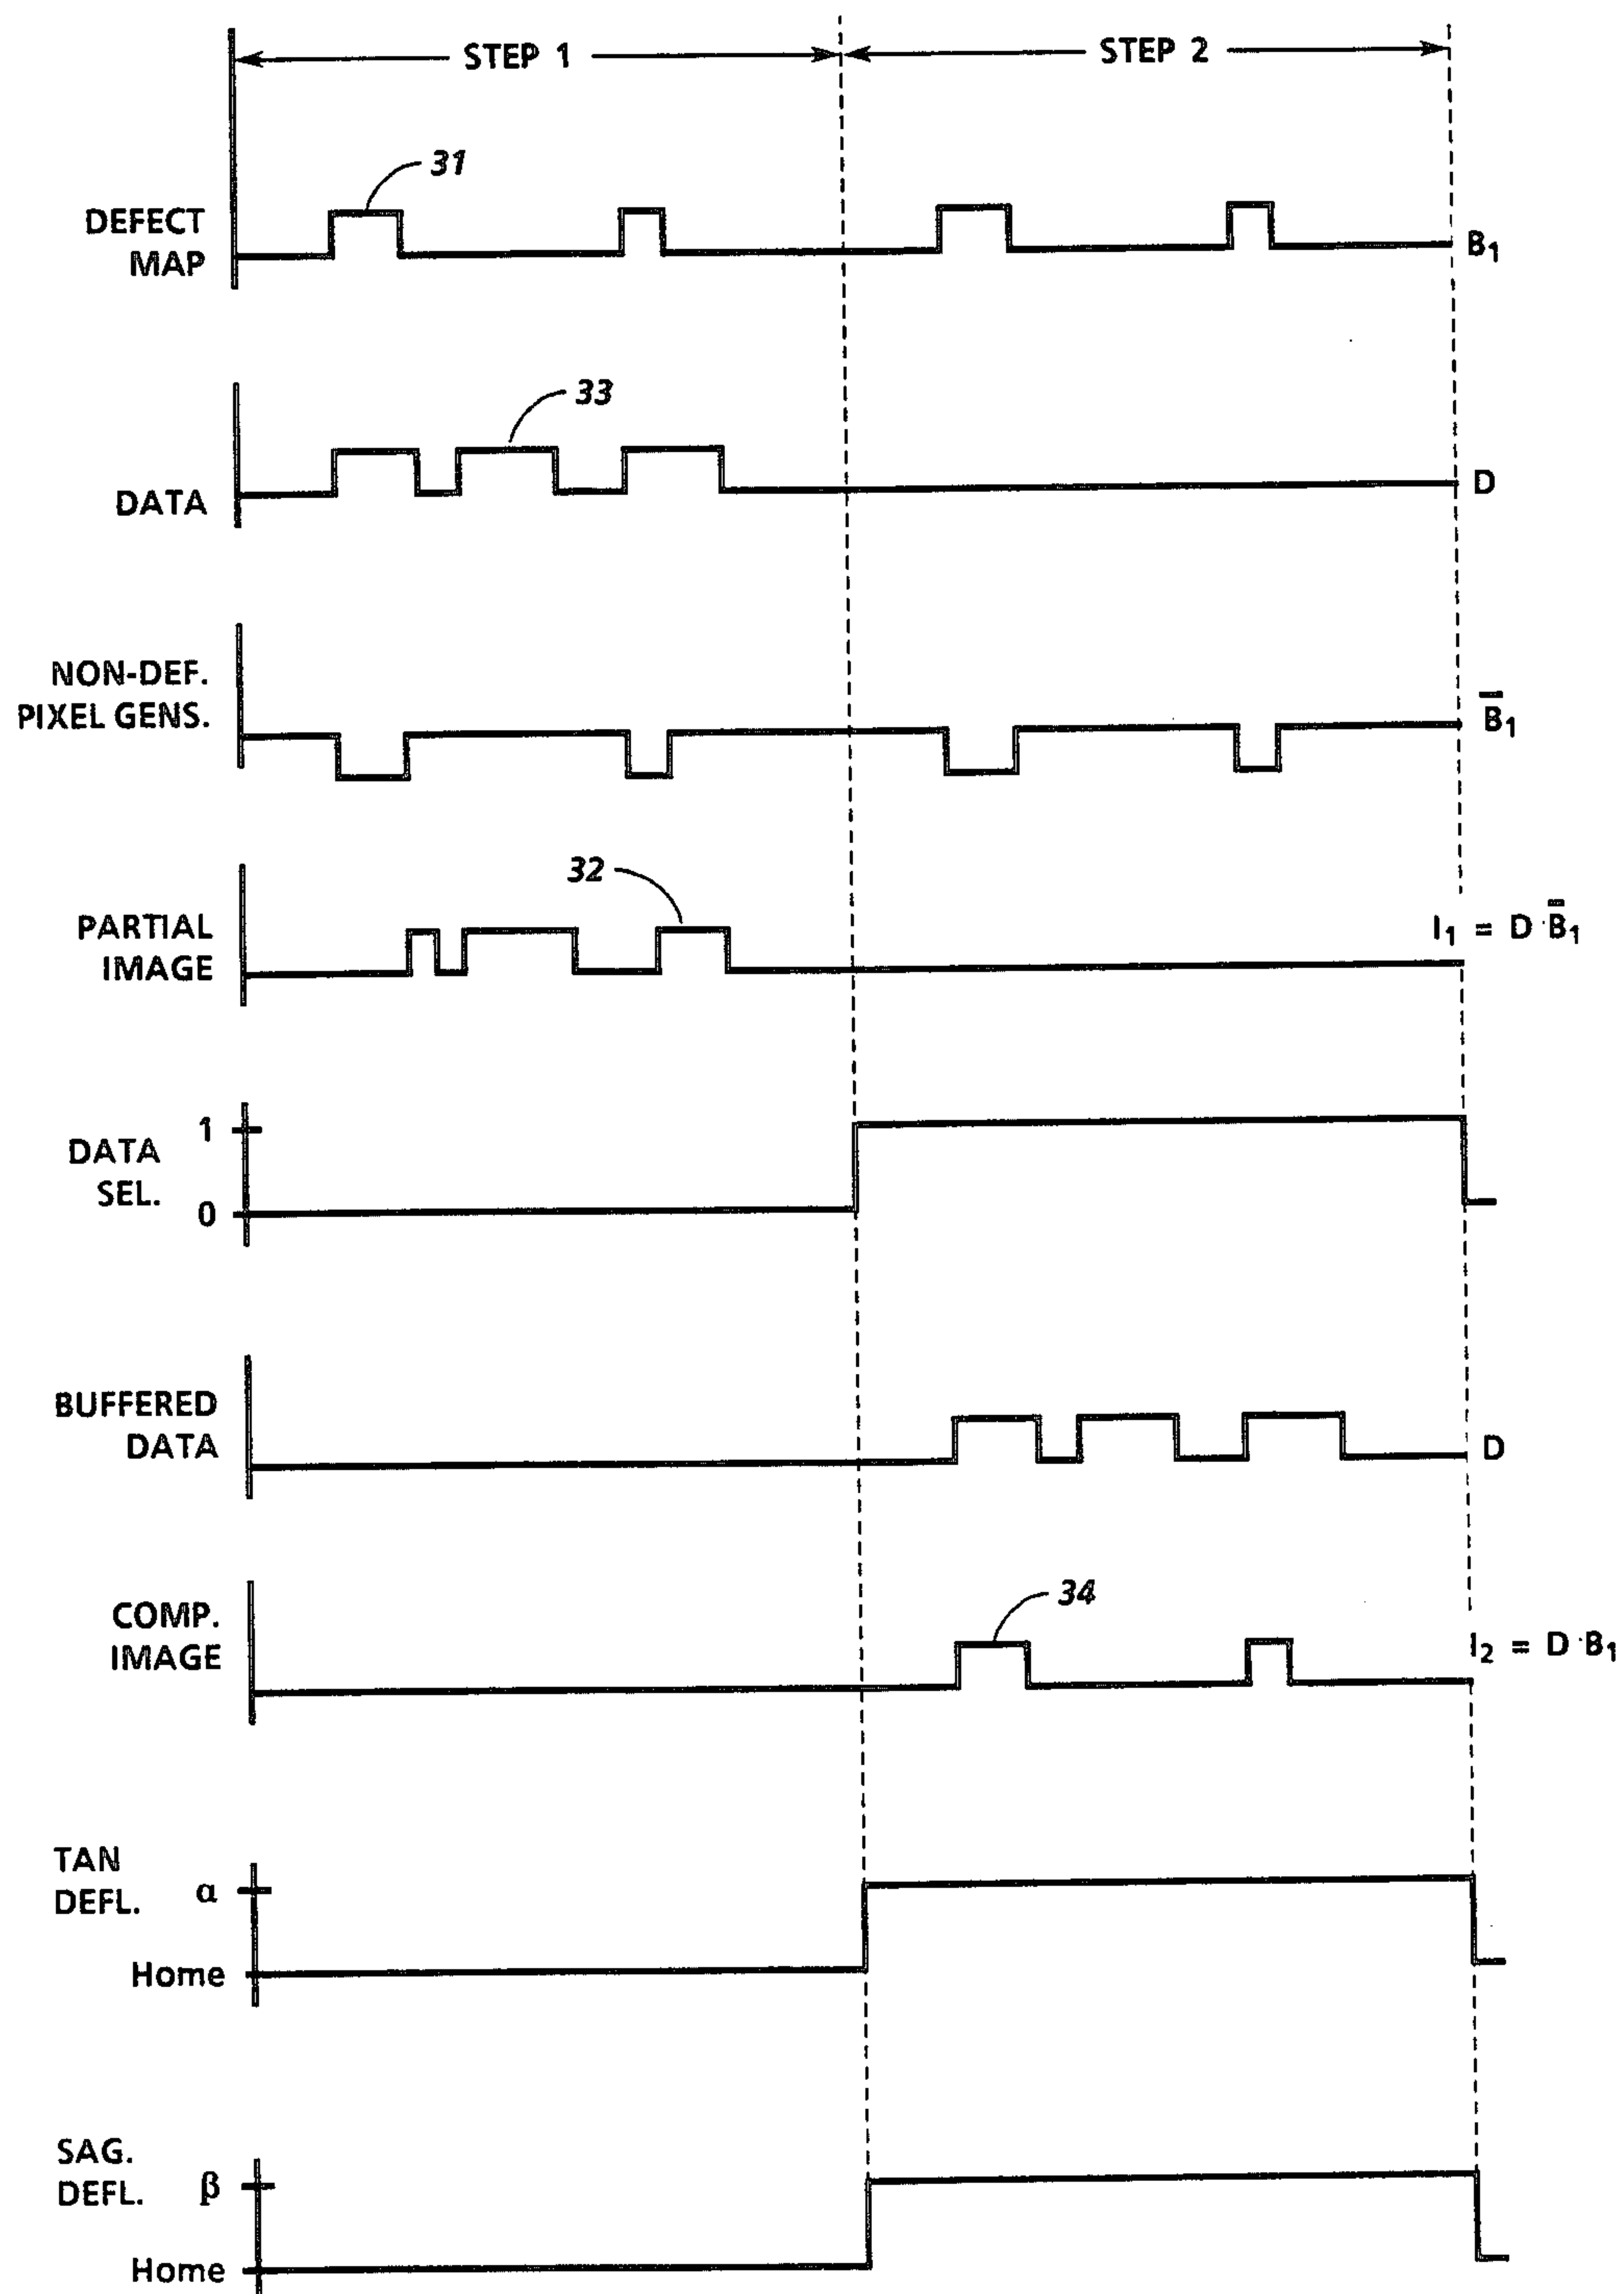 STEP 1
STEP 2
31
DEFECT
MAP
B₁
33
DATA
D
NON-DEF.
PIXEL GENS.
B̅₁
32
PARTIAL
IMAGE
I₁ = D·B̅₁
1
DATA
SEL.
0
BUFFERED
DATA
D
34
COMP.
IMAGE
I₂ = D·B₁
TAN
DEFL.
α
Home
SAG.
DEFL.
β
Home